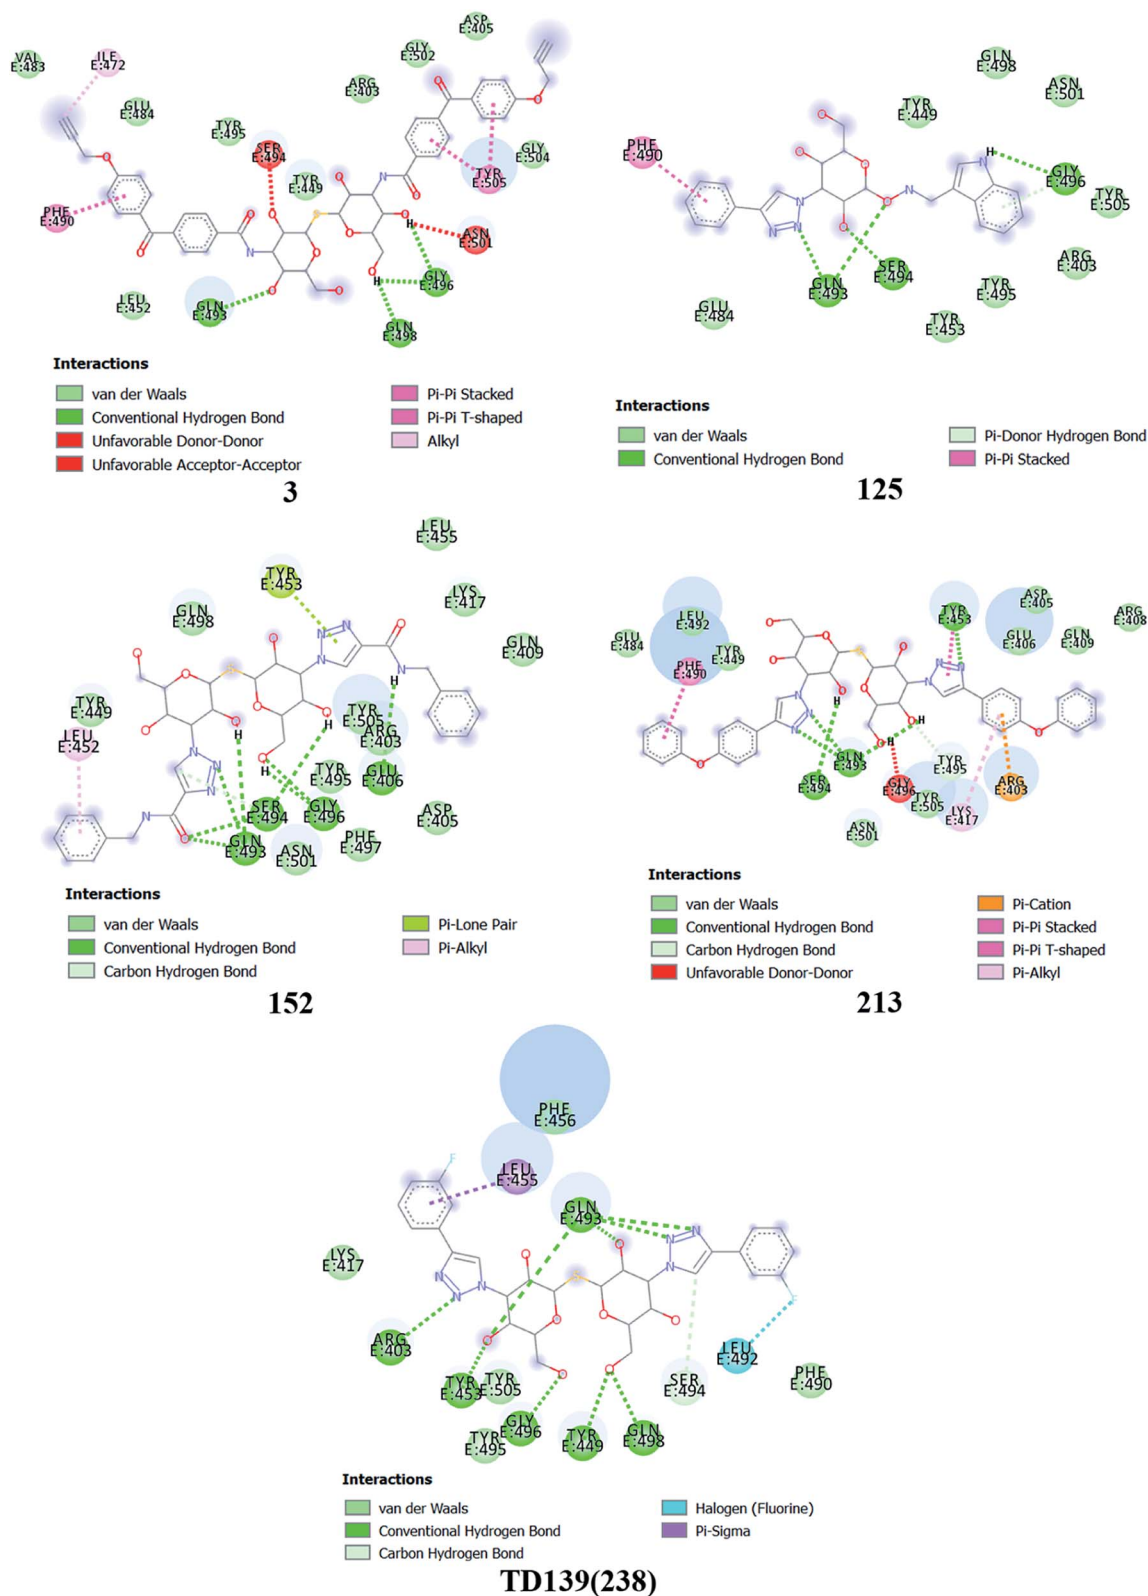 ASP
E:405
GLY
E:502
VAL
E:483
ILE
E:472
ARG
E:403
GLU
E:484
TYR
E:495
SER
E:494
TYR
E:449
GLY
E:504
TYR
E:505
PHE
E:490
ASN
E:501
LEU
E:452
GLN
E:493
GLY
E:496
GLN
E:498
O
O
O
N
H
S
Interactions
van der Waals
Conventional Hydrogen Bond
Unfavorable Donor-Donor
Unfavorable Acceptor-Acceptor
Pi-Pi Stacked
Pi-Pi T-shaped
Alkyl
3
GLN
E:498
ASN
E:501
TYR
E:449
PHE
E:490
GLY
E:496
TYR
E:505
ARG
E:403
SER
E:494
GLN
E:493
TYR
E:495
GLU
E:484
TYR
E:453
Interactions
van der Waals
Conventional Hydrogen Bond
Pi-Donor Hydrogen Bond
Pi-Pi Stacked
125
LEU
E:455
TYR
E:453
LYS
E:417
GLN
E:498
GLN
E:409
TYR
E:449
TYR
E:505
LEU
E:452
ARG
E:403
TYR
E:495
GLU
E:406
SER
E:494
GLY
E:496
ASP
E:405
GLN
E:493
ASN
E:501
PHE
E:497
Interactions
van der Waals
Conventional Hydrogen Bond
Carbon Hydrogen Bond
Pi-Lone Pair
Pi-Alkyl
152
LEU
E:492
TYR
E:453
ASP
E:405
ARG
E:408
GLU
E:484
TYR
E:449
GLU
E:406
GLN
E:409
PHE
E:490
GLN
E:493
TYR
E:495
SER
E:494
GLY
E:496
ARG
E:403
TYR
E:505
LYS
E:417
ASN
E:501
Interactions
van der Waals
Conventional Hydrogen Bond
Carbon Hydrogen Bond
Unfavorable Donor-Donor
Pi-Cation
Pi-Pi Stacked
Pi-Pi T-shaped
Pi-Alkyl
213
PHE
E:456
LEU
E:455
GLN
E:493
LYS
E:417
ARG
E:403
LEU
E:492
TYR
E:453
TYR
E:505
SER
E:494
PHE
E:490
GLY
E:496
TYR
E:495
TYR
E:449
GLN
E:498
F
F
Interactions
van der Waals
Conventional Hydrogen Bond
Carbon Hydrogen Bond
Halogen (Fluorine)
Pi-Sigma
TD139(238)